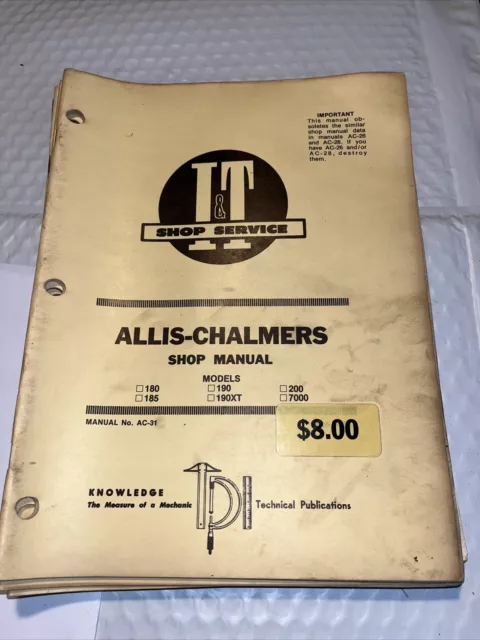 IMPORTANT
This manual ob-
soletes the similar
shop manual data
in manuals AC-26
and AC-28. If you
have AC-26 and/or
AC-28, destroy
them.
I&T
SHOP SERVICE
ALLIS-CHALMERS
SHOP MANUAL
MODELS
☐180 ☐190 ☐200
☐185 ☐190XT ☐7000
MANUAL No. AC-31
$8.00
KNOWLEDGE
The Measure of a Mechanic
Technical Publications